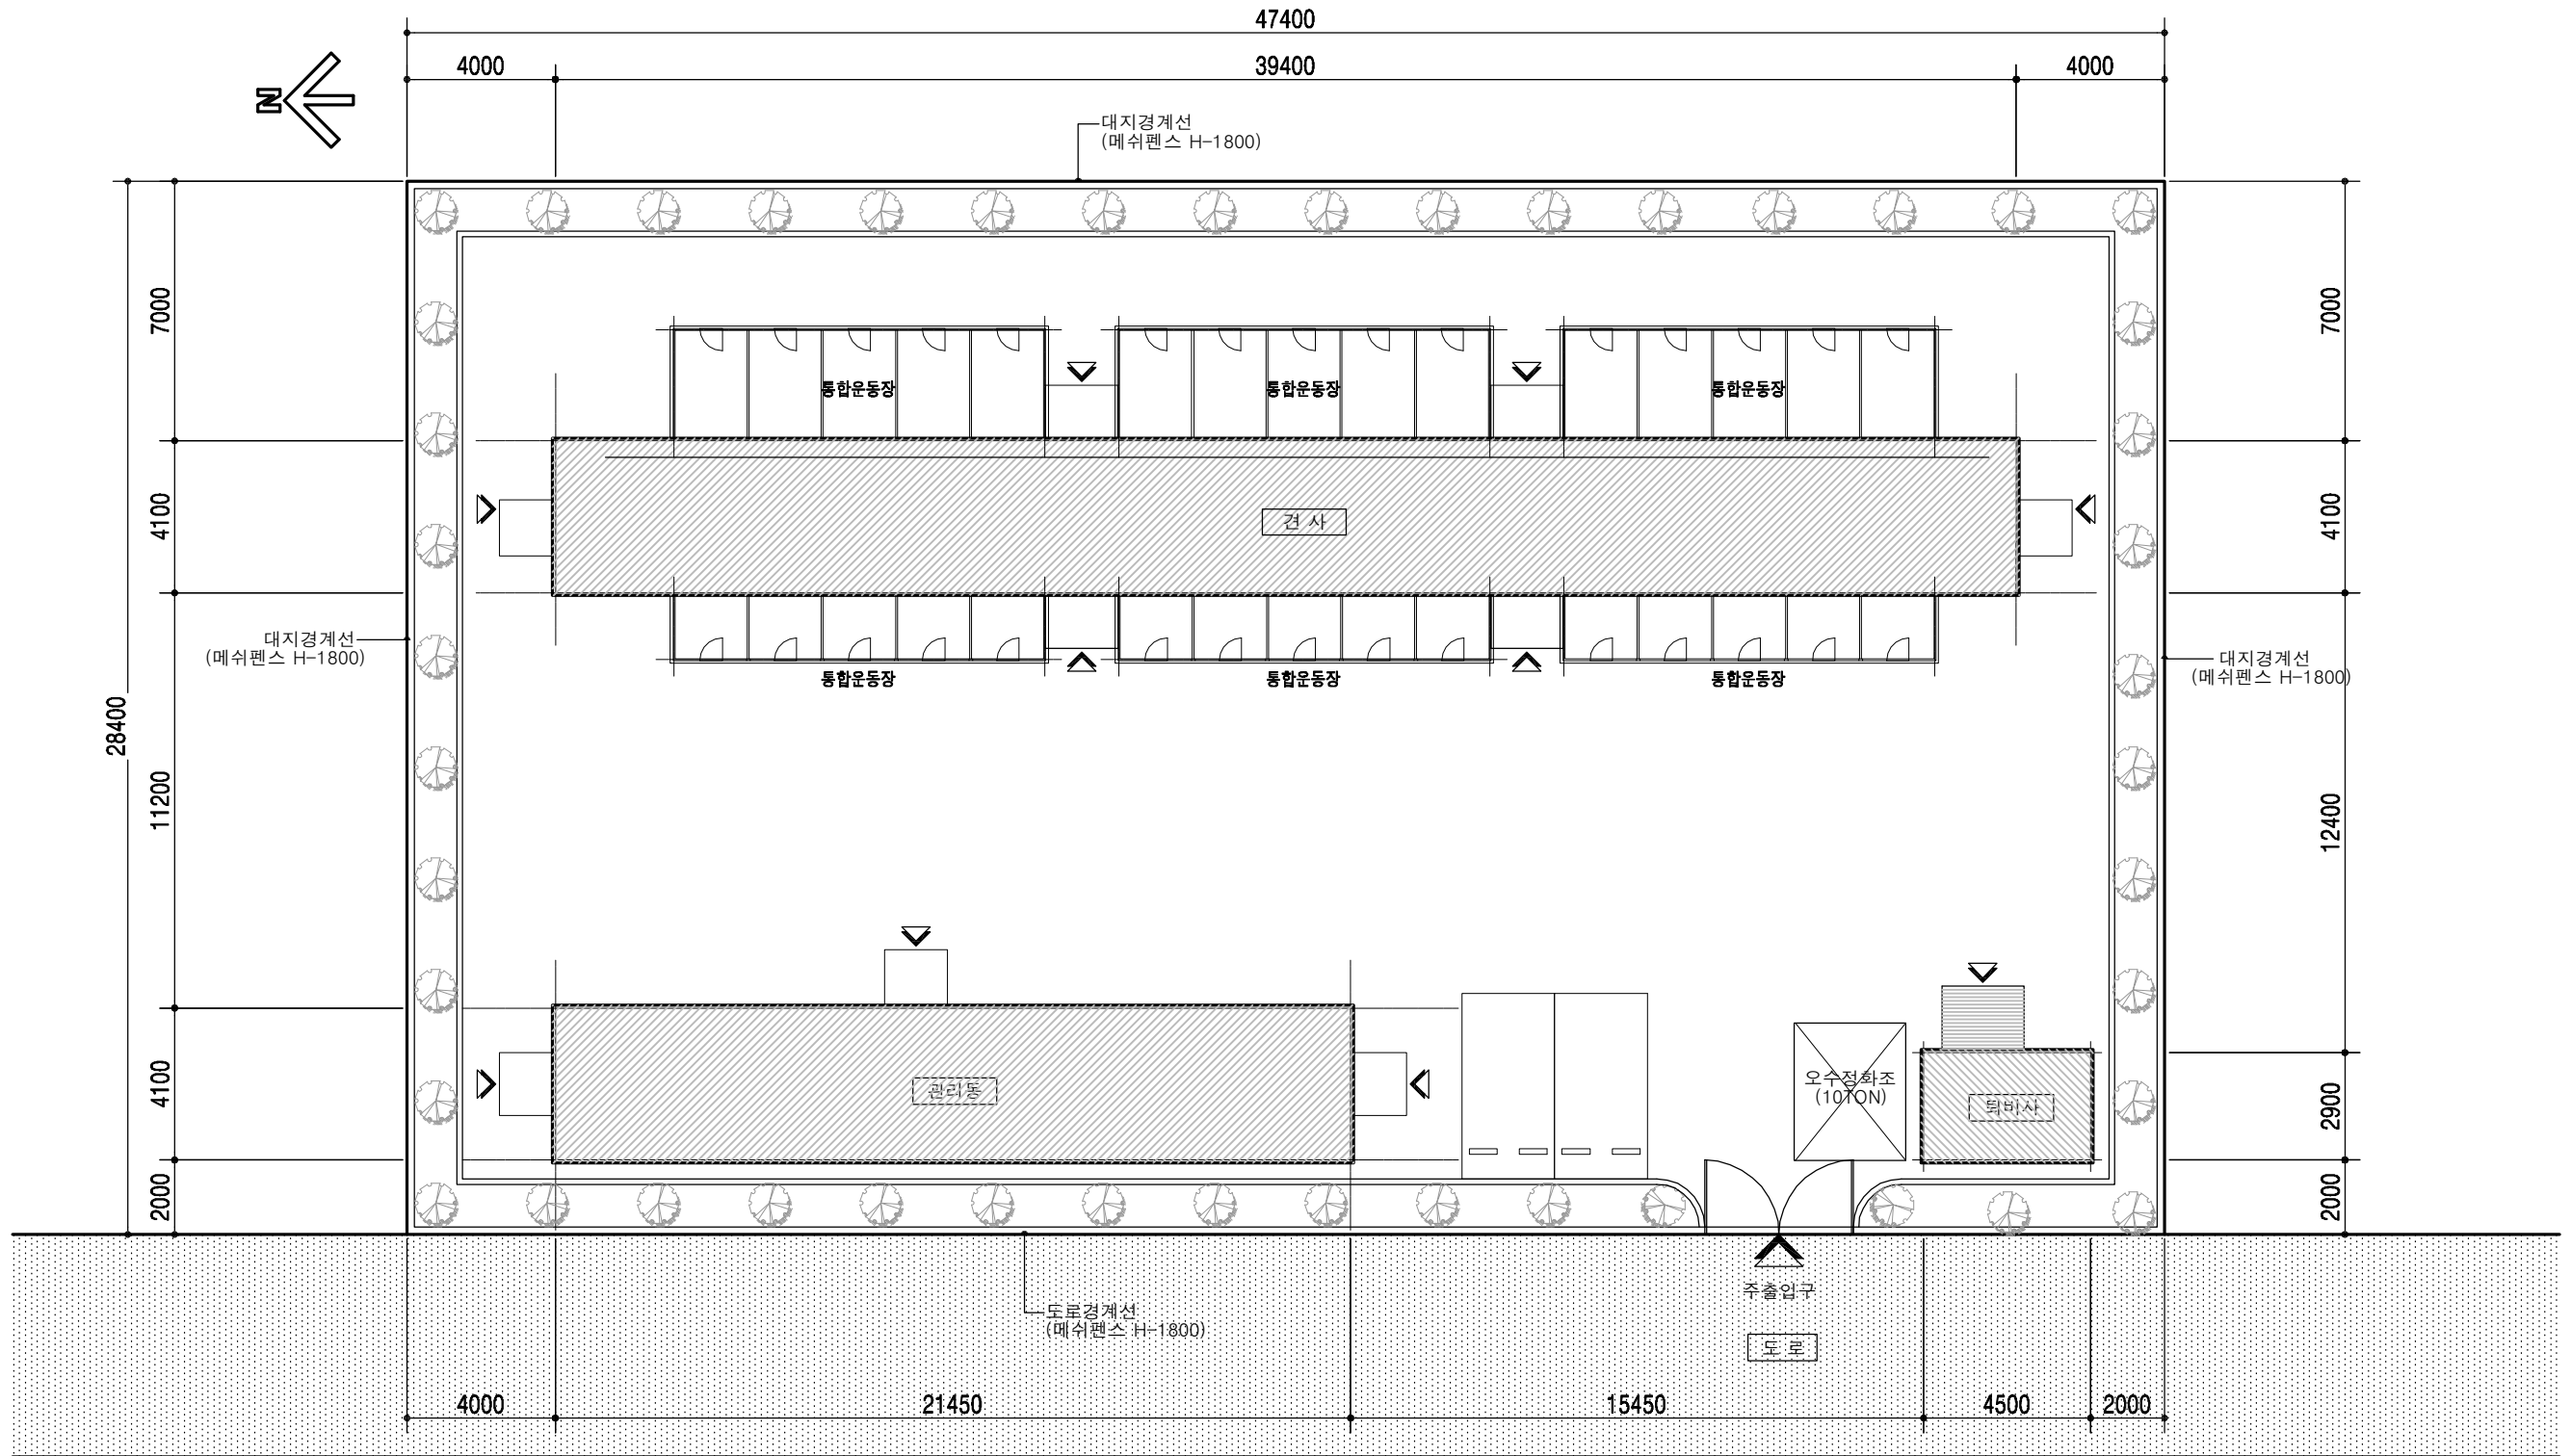 47400
4000
39400
4000
N
대지경계선
(메쉬펜스 H-1800)
7000
7000
통합운동장
통합운동장
통합운동장
4100
견 사
4100
대지경계선
(메쉬펜스 H-1800)
대지경계선
(메쉬펜스 H-1800)
통합운동장
통합운동장
통합운동장
28400
11200
12400
4100
관리동
오수정화조
(10TON)
퇴비사
2900
2000
2000
주출입구
도로경계선
(메쉬펜스 H-1800)
도 로
4000
21450
15450
4500
2000